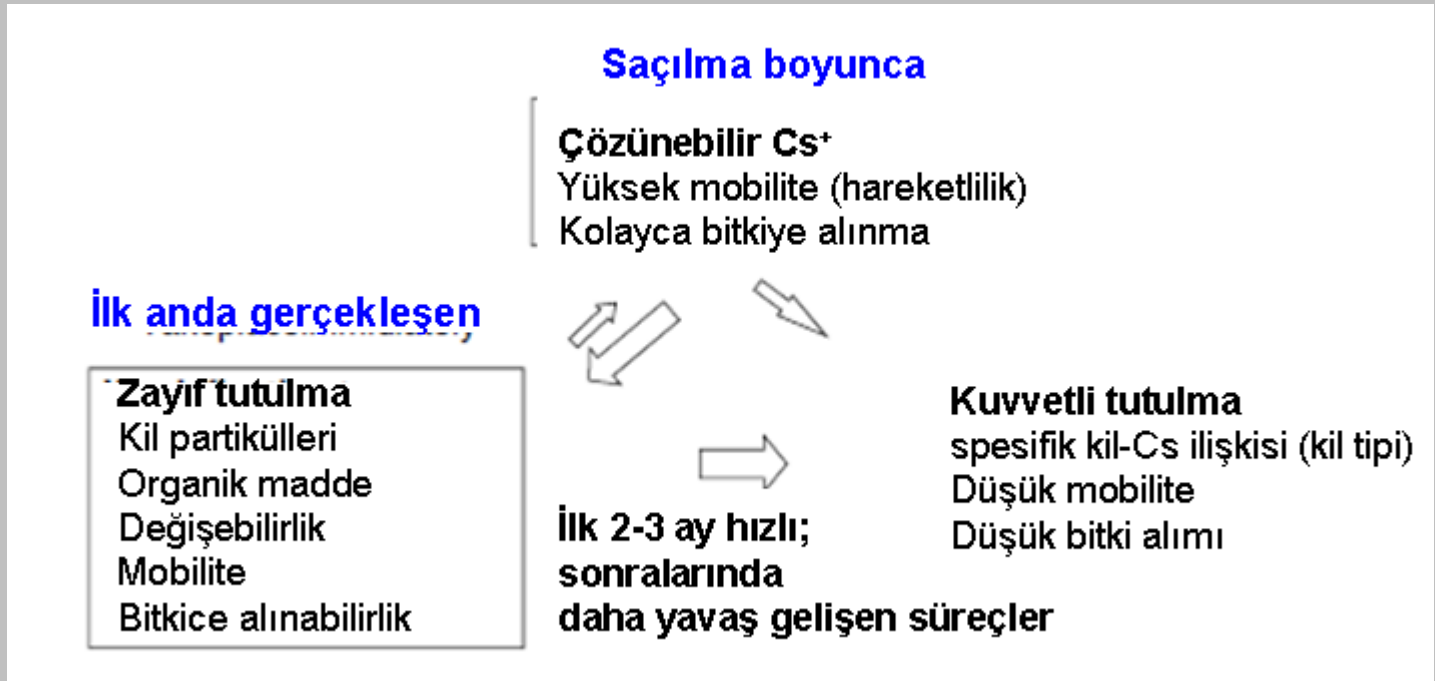 Saçılma boyunca
Çözünebilir Cs⁺
Yüksek mobilite (hareketlilik)
Kolayca bitkiye alınma
İlk anda gerçekleşen
Zayıf tutulma
Kil partikülleri
Organik madde
Değişebilirlik
Mobilite
Bitkice alınabilirlik
İlk 2-3 ay hızlı;
sonralarında
daha yavaş gelişen süreçler
Kuvvetli tutulma
spesifik kil-Cs ilişkisi (kil tipi)
Düşük mobilite
Düşük bitki alımı